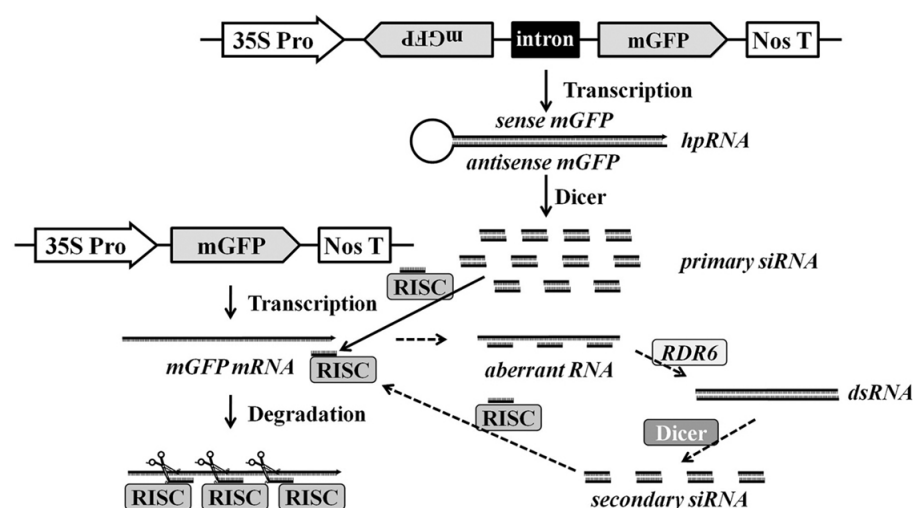 35S Pro mGFP intron mGFP Nos T
Transcription
sense mGFP
hpRNA
antisense mGFP
Dicer
35S Pro mGFP Nos T
primary siRNA
RISC
Transcription
RDR6
mGFP mRNA
RISC
aberrant RNA
dsRNA
RISC
Degradation
Dicer
RISC RISC RISC
secondary siRNA